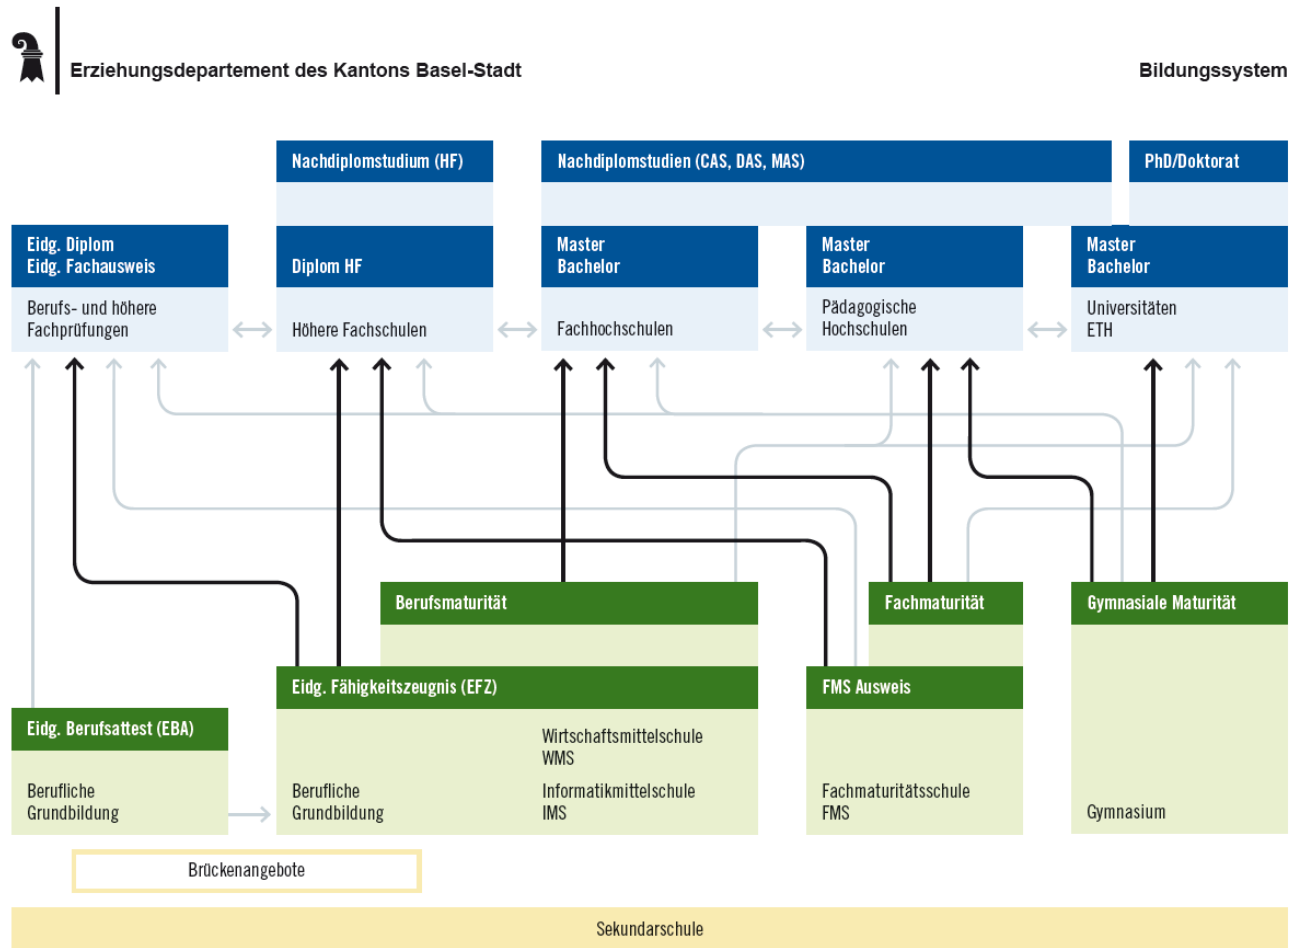 Erziehungsdepartement des Kantons Basel-Stadt
Bildungssystem
Nachdiplomstudium (HF)
Nachdiplomstudien (CAS, DAS, MAS)
PhD/Doktorat
Eidg. Diplom
Eidg. Fachausweis
Diplom HF
Master
Bachelor
Master
Bachelor
Master
Bachelor
Berufs- und höhere
Fachprüfungen
Höhere Fachschulen
Fachhochschulen
Pädagogische
Hochschulen
Universitäten
ETH
Berufsmaturität
Fachmaturität
Gymnasiale Maturität
Eidg. Fähigkeitszeugnis (EFZ)
FMS Ausweis
Eidg. Berufsattest (EBA)
Berufliche
Grundbildung
Berufliche
Grundbildung
Wirtschaftsmittelschule
WMS
Informatikmittelschule
IMS
Fachmaturitätsschule
FMS
Gymnasium
Brückenangebote
Sekundarschule